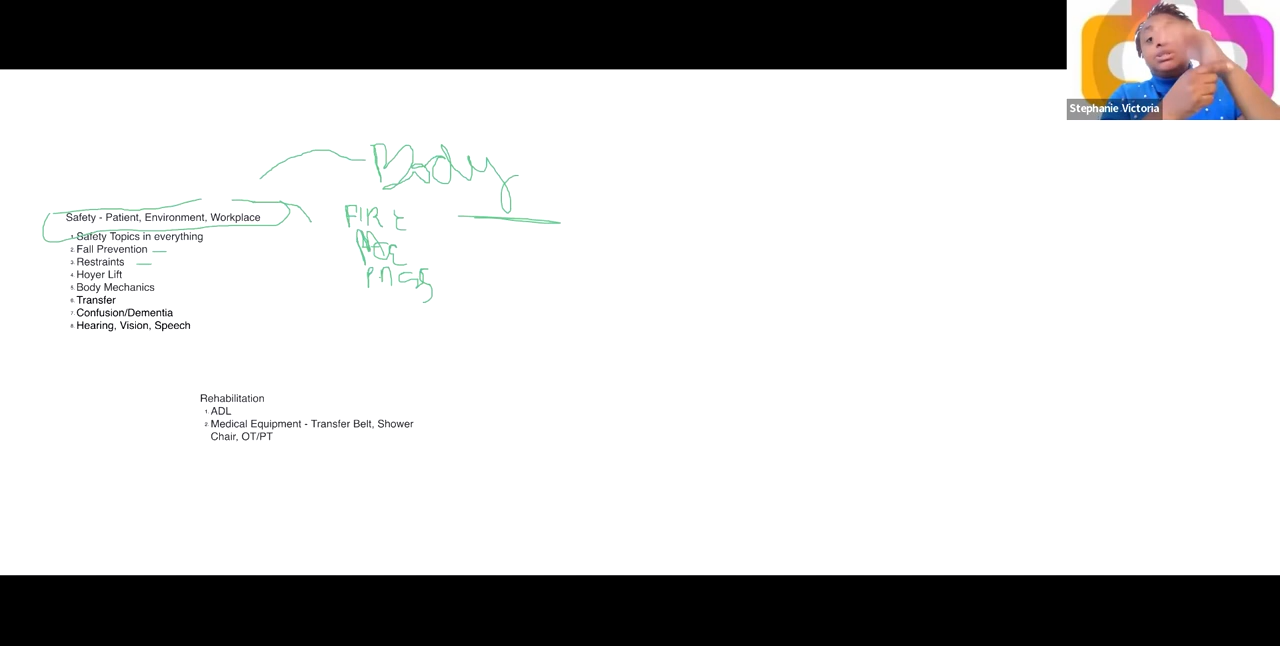 Stephanie Victoria
Body
Safety - Patient, Environment, Workplace
FIRE
1. Safety Topics in everything
2. Fall Prevention
3. Restraints
4. Hoyer Lift
5. Body Mechanics
6. Transfer
7. Confusion/Dementia
8. Hearing, Vision, Speech
Rehabilitation
1. ADL
2. Medical Equipment - Transfer Belt, Shower
Chair, OT/PT